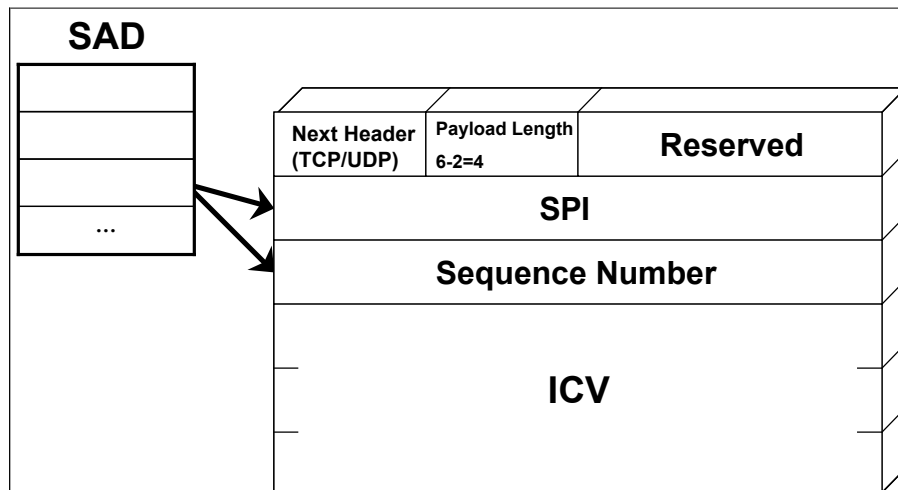 SAD
...
Next Header
(TCP/UDP)
Payload Length
6-2=4
Reserved
SPI
Sequence Number
ICV